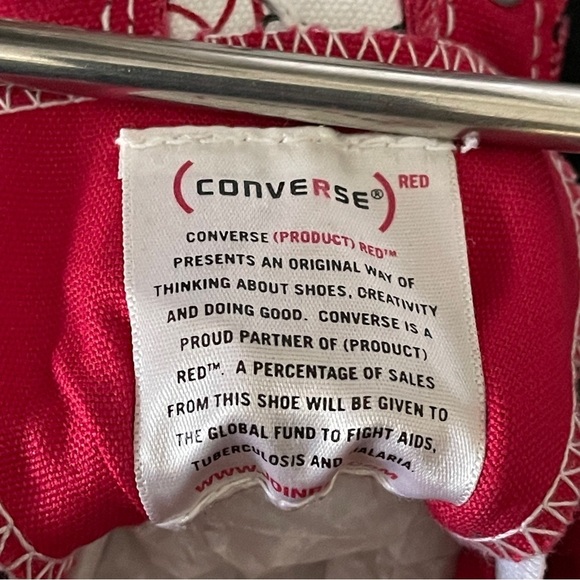 (CONVERSE®) RED
CONVERSE (PRODUCT) RED™
PRESENTS AN ORIGINAL WAY OF
THINKING ABOUT SHOES, CREATIVITY
AND DOING GOOD. CONVERSE IS A
PROUD PARTNER OF (PRODUCT)
RED™. A PERCENTAGE OF SALES
FROM THIS SHOE WILL BE GIVEN TO
THE GLOBAL FUND TO FIGHT AIDS,
TUBERCULOSIS AND MALARIA.